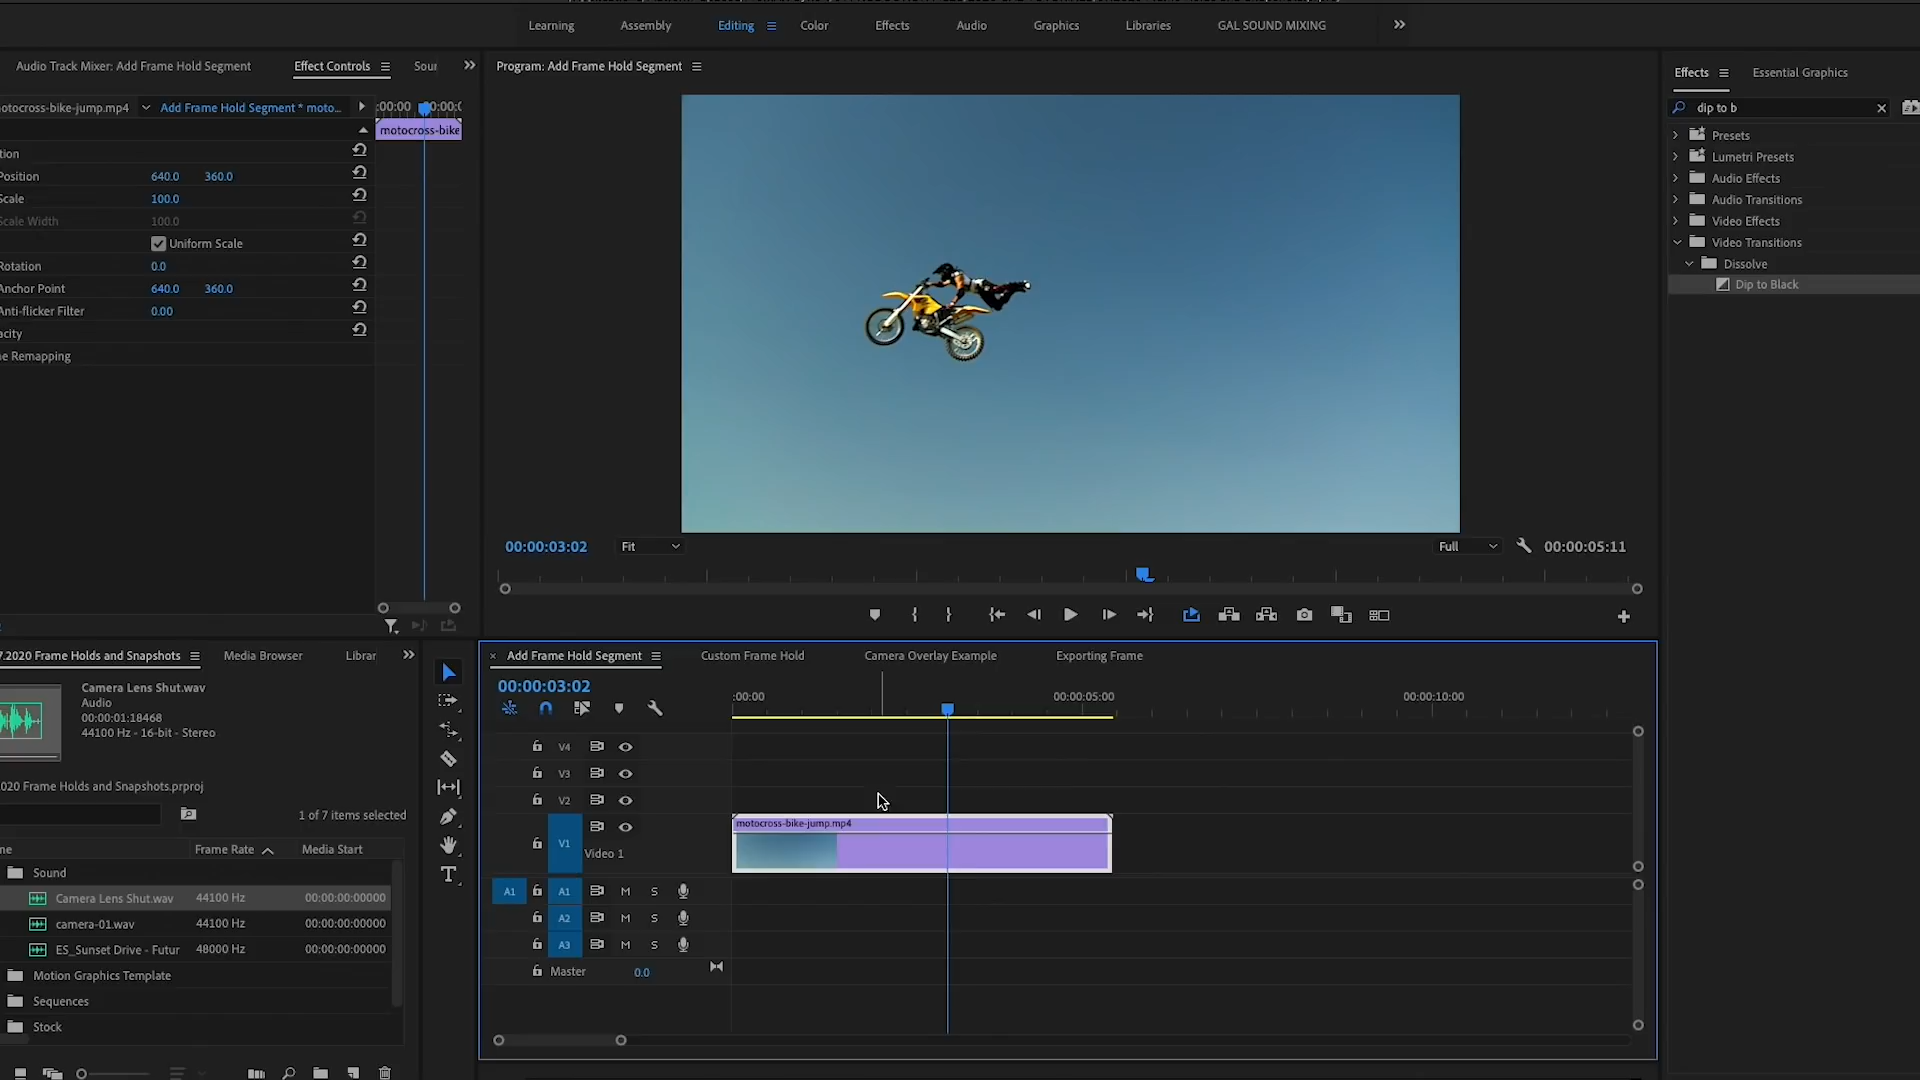 Learning
Assembly
Editing
Color
Effects
Audio
Graphics
Libraries
GAL SOUND MIXING
Audio Track Mixer: Add Frame Hold Segment
Effect Controls
Sour
Program: Add Frame Hold Segment
Effects
Essential Graphics
otocross-bike-jump.mp4
Add Frame Hold Segment * moto...
:00:00
00:00:0
motocross-bike
dip to b
Presets
Lumetri Presets
Audio Effects
Audio Transitions
Video Effects
Video Transitions
Dissolve
Dip to Black
tion
Position 640.0 360.0
Scale 100.0
Scale Width 100.0
Uniform Scale
Rotation 0.0
Anchor Point 640.0 360.0
Anti-flicker Filter 0.00
acity
e Remapping
00:00:03:02
Fit
Full
00:00:05:11
7.2020 Frame Holds and Snapshots
Media Browser
Librar
Camera Lens Shut.wav
Audio
00:00:01:18468
44100 Hz - 16-bit - Stereo
020 Frame Holds and Snapshots.prproj
1 of 7 items selected
me Frame Rate Media Start
Sound
Camera Lens Shut.wav 44100 Hz 00:00:00:00000
camera-01.wav 44100 Hz 00:00:00:00000
ES_Sunset Drive - Futur 48000 Hz 00:00:00:00000
Motion Graphics Template
Sequences
Stock
T
Add Frame Hold Segment
Custom Frame Hold
Camera Overlay Example
Exporting Frame
00:00:03:02
:00:00
00:00:05:00
00:00:10:00
V4
V3
V2
V1
Video 1
motocross-bike-jump.mp4
A1 A1 M S
A2 M S
A3 M S
Master 0.0